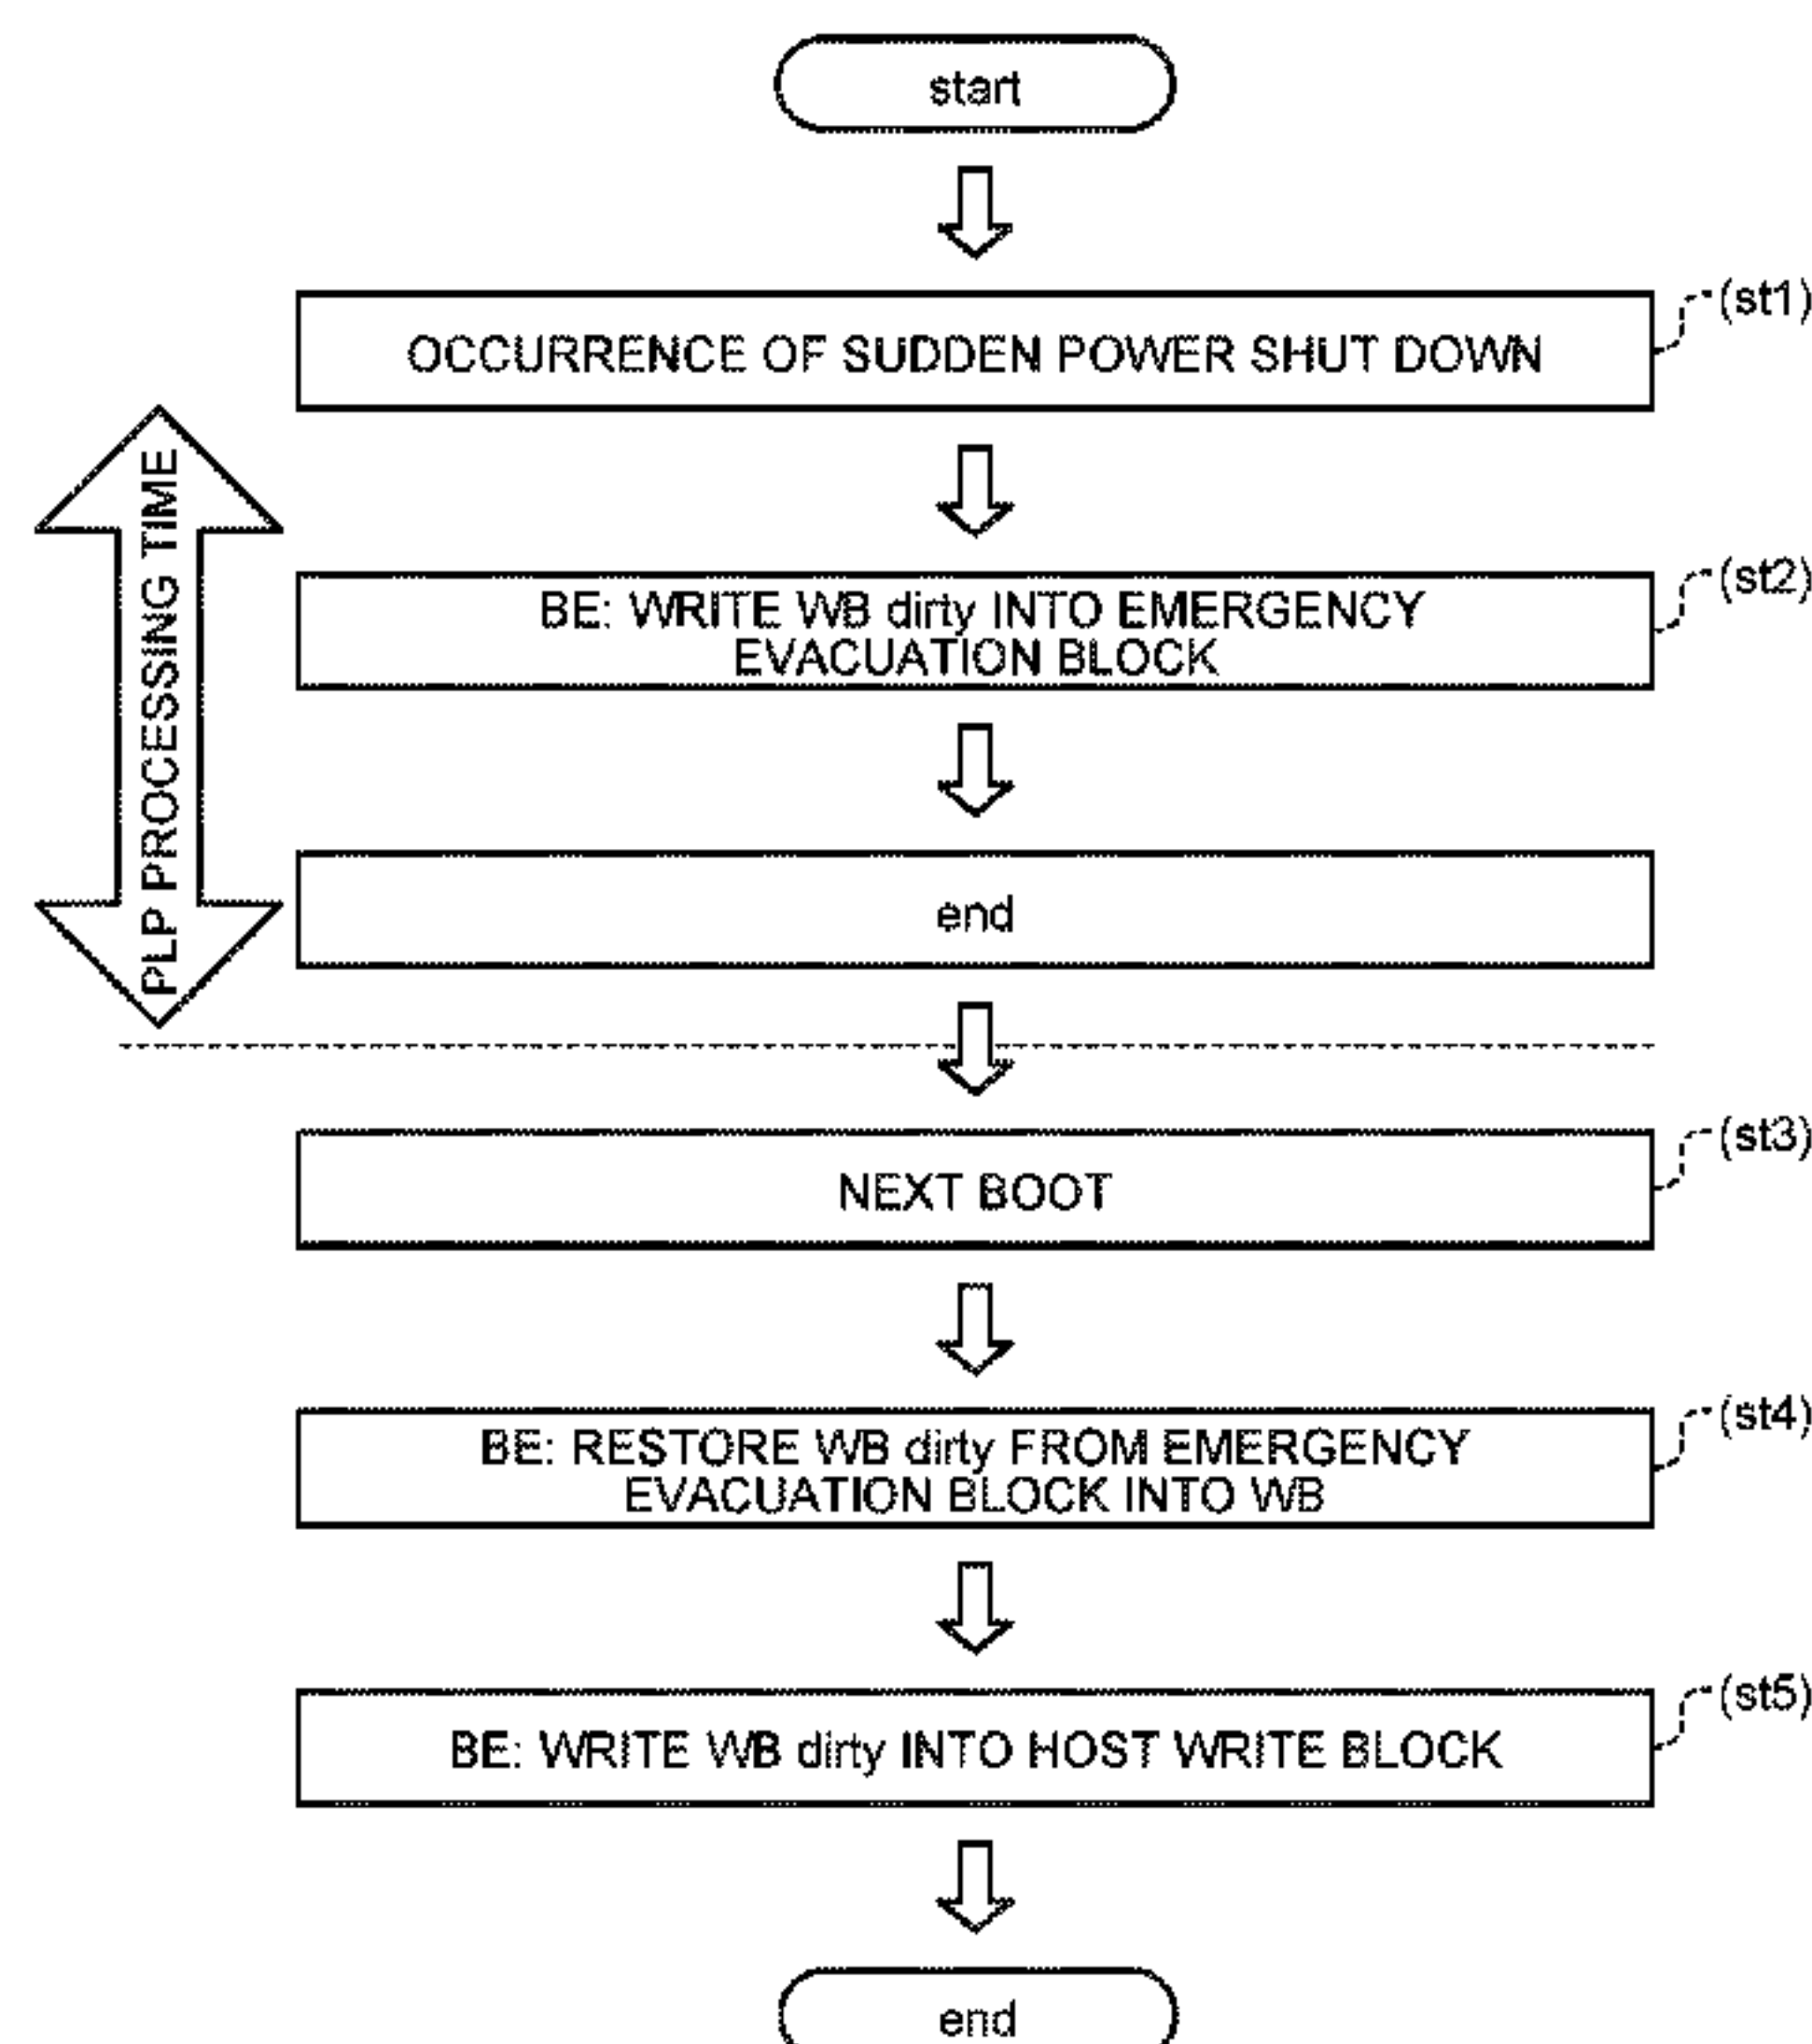 start
OCCURRENCE OF SUDDEN POWER SHUT DOWN
(st1)
PLP PROCESSING TIME
BE: WRITE WB dirty INTO EMERGENCY
EVACUATION BLOCK
(st2)
end
NEXT BOOT
(st3)
BE: RESTORE WB dirty FROM EMERGENCY
EVACUATION BLOCK INTO WB
(st4)
BE: WRITE WB dirty INTO HOST WRITE BLOCK
(st5)
end